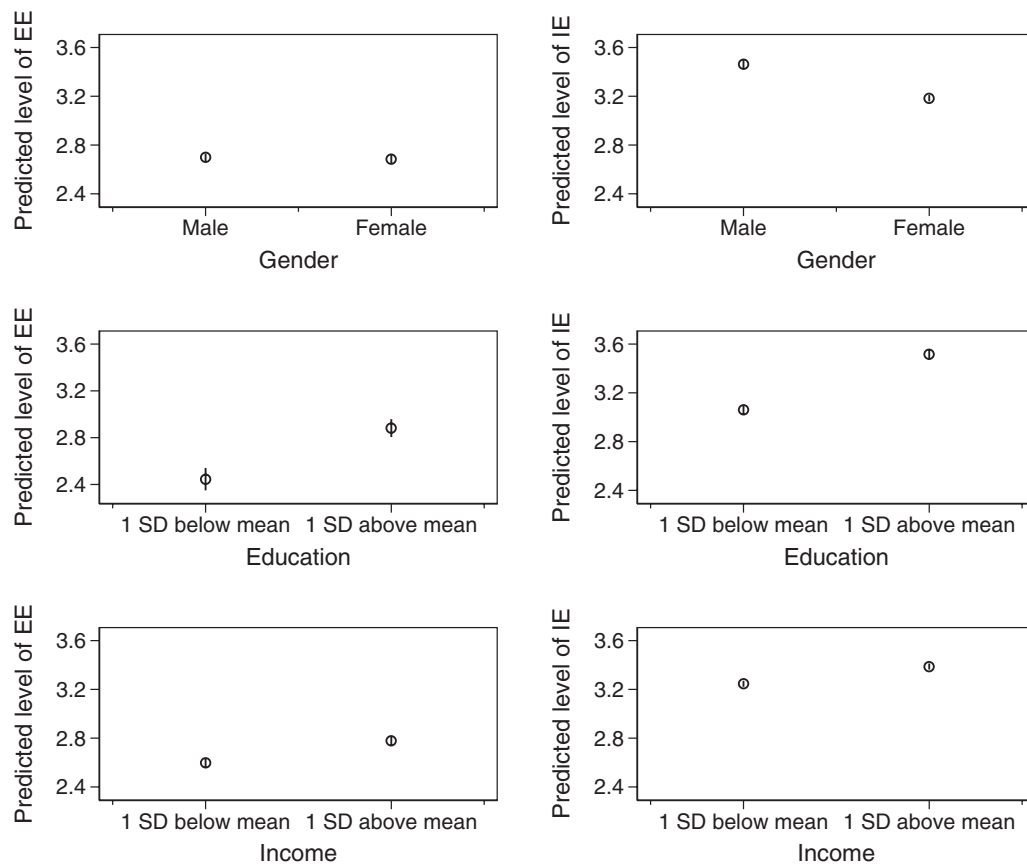 Predicted level of EE
3.6
3.2
2.8
2.4
Male Female
Gender
Predicted level of IE
3.6
3.2
2.8
2.4
Male Female
Gender
Predicted level of EE
3.6
3.2
2.8
2.4
1 SD below mean 1 SD above mean
Education
Predicted level of IE
3.6
3.2
2.8
2.4
1 SD below mean 1 SD above mean
Education
Predicted level of EE
3.6
3.2
2.8
2.4
1 SD below mean 1 SD above mean
Income
Predicted level of IE
3.6
3.2
2.8
2.4
1 SD below mean 1 SD above mean
Income